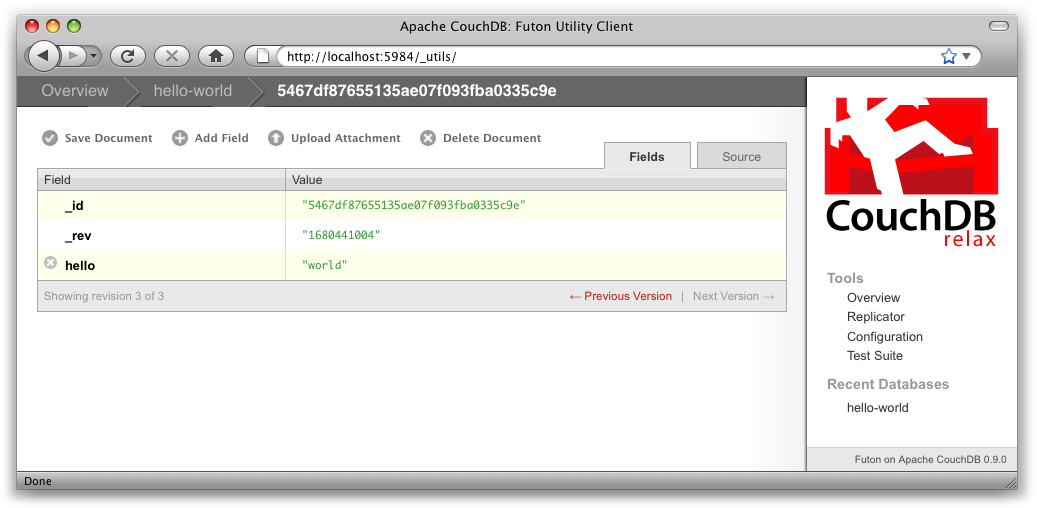 Apache CouchDB: Futon Utility Client
http://localhost:5984/_utils/
Overview hello-world 5467df87655135ae07f093fba0335c9e
Save Document Add Field Upload Attachment Delete Document
Fields Source
Field Value
_id "5467df87655135ae07f093fba0335c9e"
_rev "1680441004"
hello "world"
Showing revision 3 of 3 ← Previous Version | Next Version →
CouchDB
relax
Tools
Overview
Replicator
Configuration
Test Suite
Recent Databases
hello-world
Futon on Apache CouchDB 0.9.0
Done